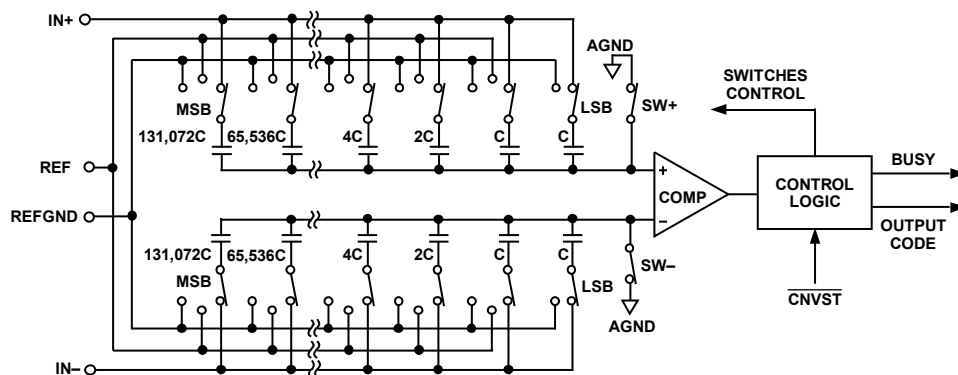 IN+
AGND
SWITCHES
CONTROL
MSB
LSB
SW+
131,072C 65,536C 4C 2C C C
BUSY
REF
+
COMP
CONTROL
LOGIC
REFGND
–
OUTPUT
CODE
131,072C 65,536C 4C 2C C C
SW–
MSB
LSB
CNVST
AGND
IN–